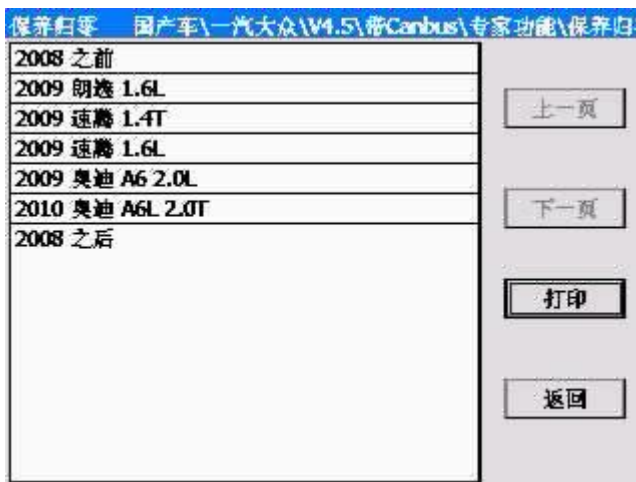 保养归零 国产车\一汽大众\V4.5\带Canbus\专家功能\保养归
2008 之前
2009 朗逸 1.6L
2009 速腾 1.4T
2009 速腾 1.6L
2009 奥迪 A6 2.0L
2010 奥迪 A6L 2.0T
2008 之后
上一页
下一页
打印
返回